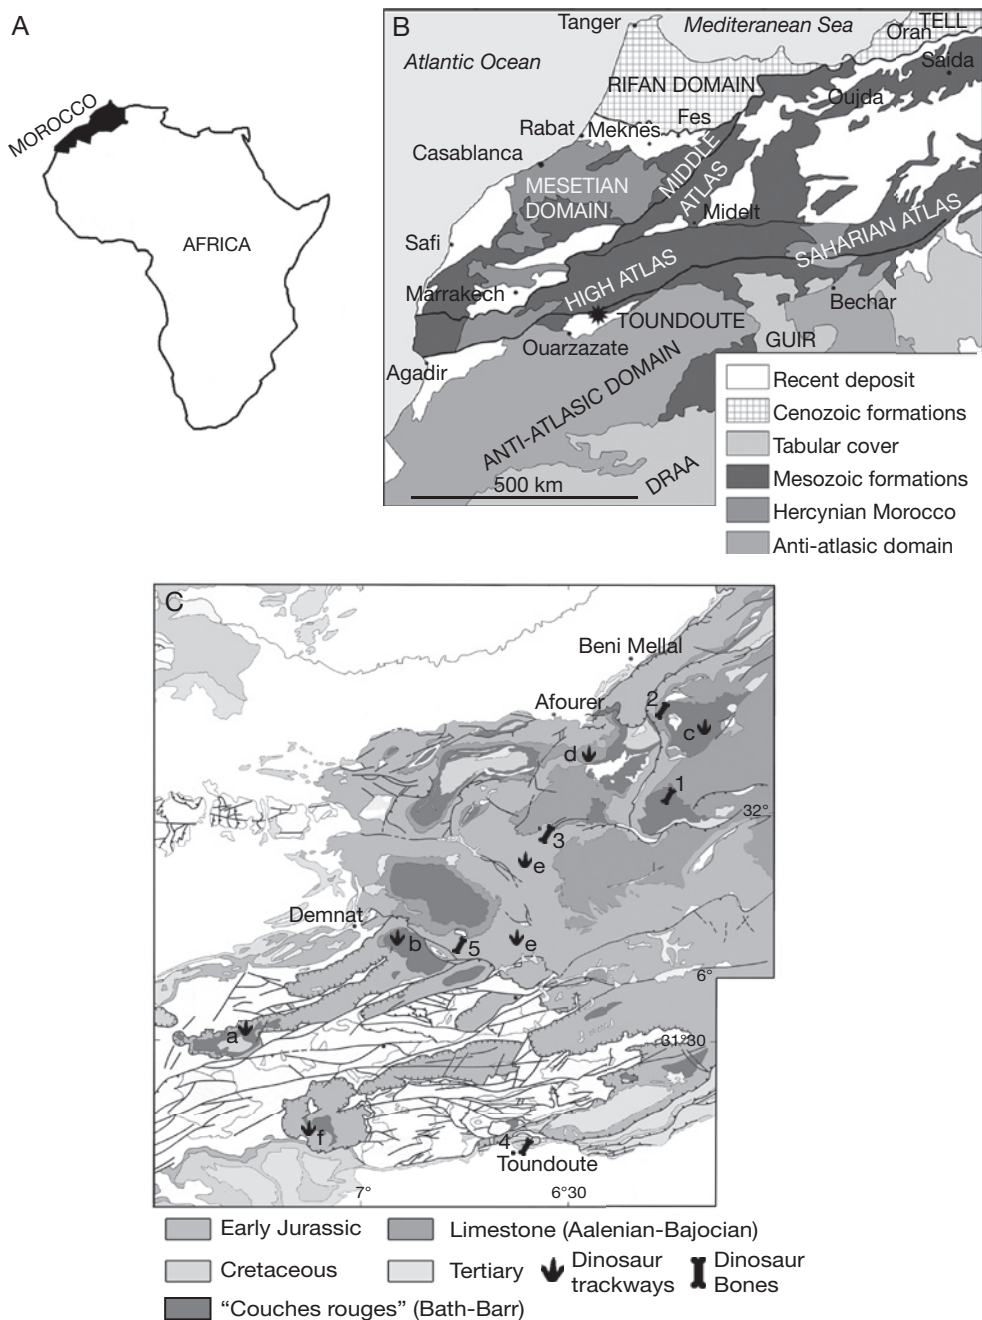 A
MOROCCO
AFRICA
B
Tanger
Mediteranean Sea
TELL
Oran
Atlantic Ocean
Saida
RIFAN DOMAIN
Oujda
Fes
Rabat
Meknès
Casablanca
MIDDLE
ATLAS
MESETIAN
DOMAIN
Midelt
SAHARIAN ATLAS
Safi
HIGH ATLAS
Marrakech
Bechar
TOUNDOUTE
Ouarzazate
GUIR
Agadir
ANTI-ATLASIC DOMAIN
DRAA
500 km
Recent deposit
Cenozoic formations
Tabular cover
Mesozoic formations
Hercynian Morocco
Anti-atlasic domain
C
Beni Mellal
Afourer
2
c
d
1
32°
3
e
Demnat
b
5
e
6°
a
31°30
f
4
Toundoute
7°
6°30
Early Jurassic
Limestone (Aalenian-Bajocian)
Cretaceous
Tertiary
Dinosaur
trackways
Dinosaur
Bones
“Couches rouges” (Bath-Barr)